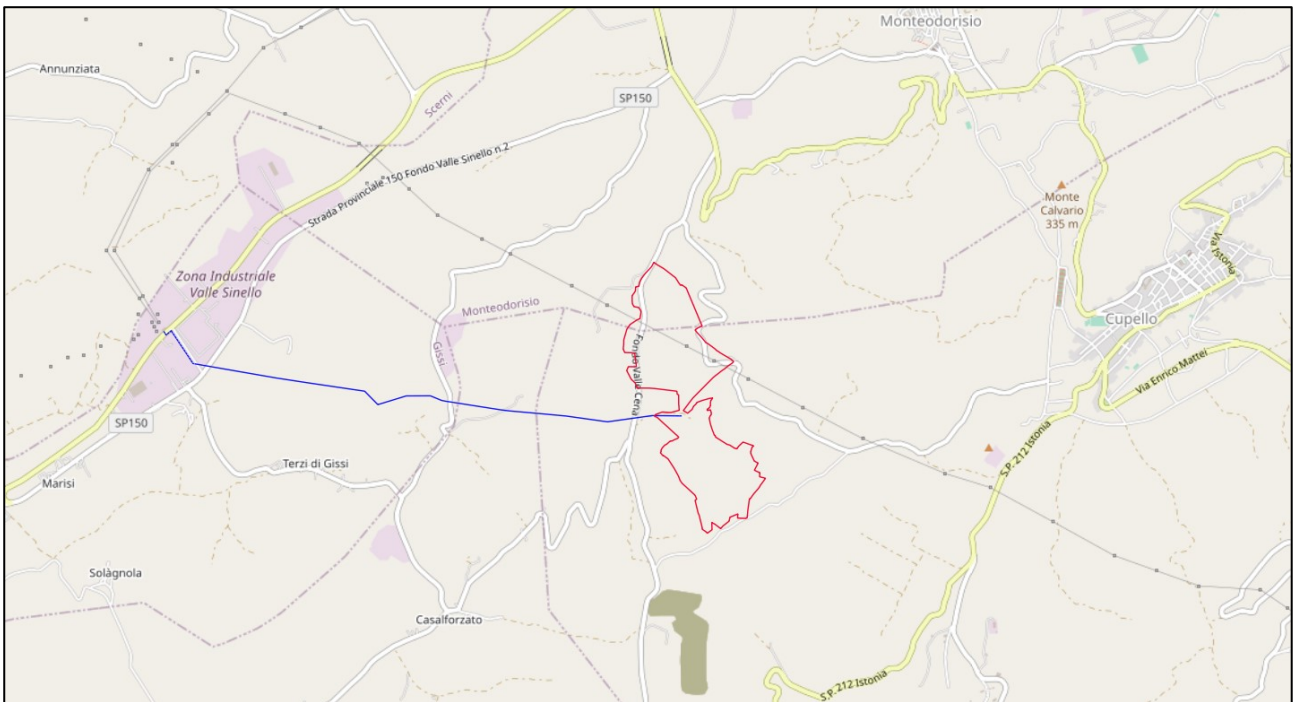 Monteodorisio
Annunziata
SP150
Scerni
Strada Provinciale 150 Fondo Valle Sinello n.2
Monte
Calvario
335 m
Via Istonia
Zona Industriale
Valle Sinello
Monteodorisio
Gissi
Fondo Valle Cena
Cupello
Via Enrico Mattei
SP150
S.P. 212 Istonia
Terzi di Gissi
Marisi
Solàgnola
Casalforzato
S.P. 212 Istonia